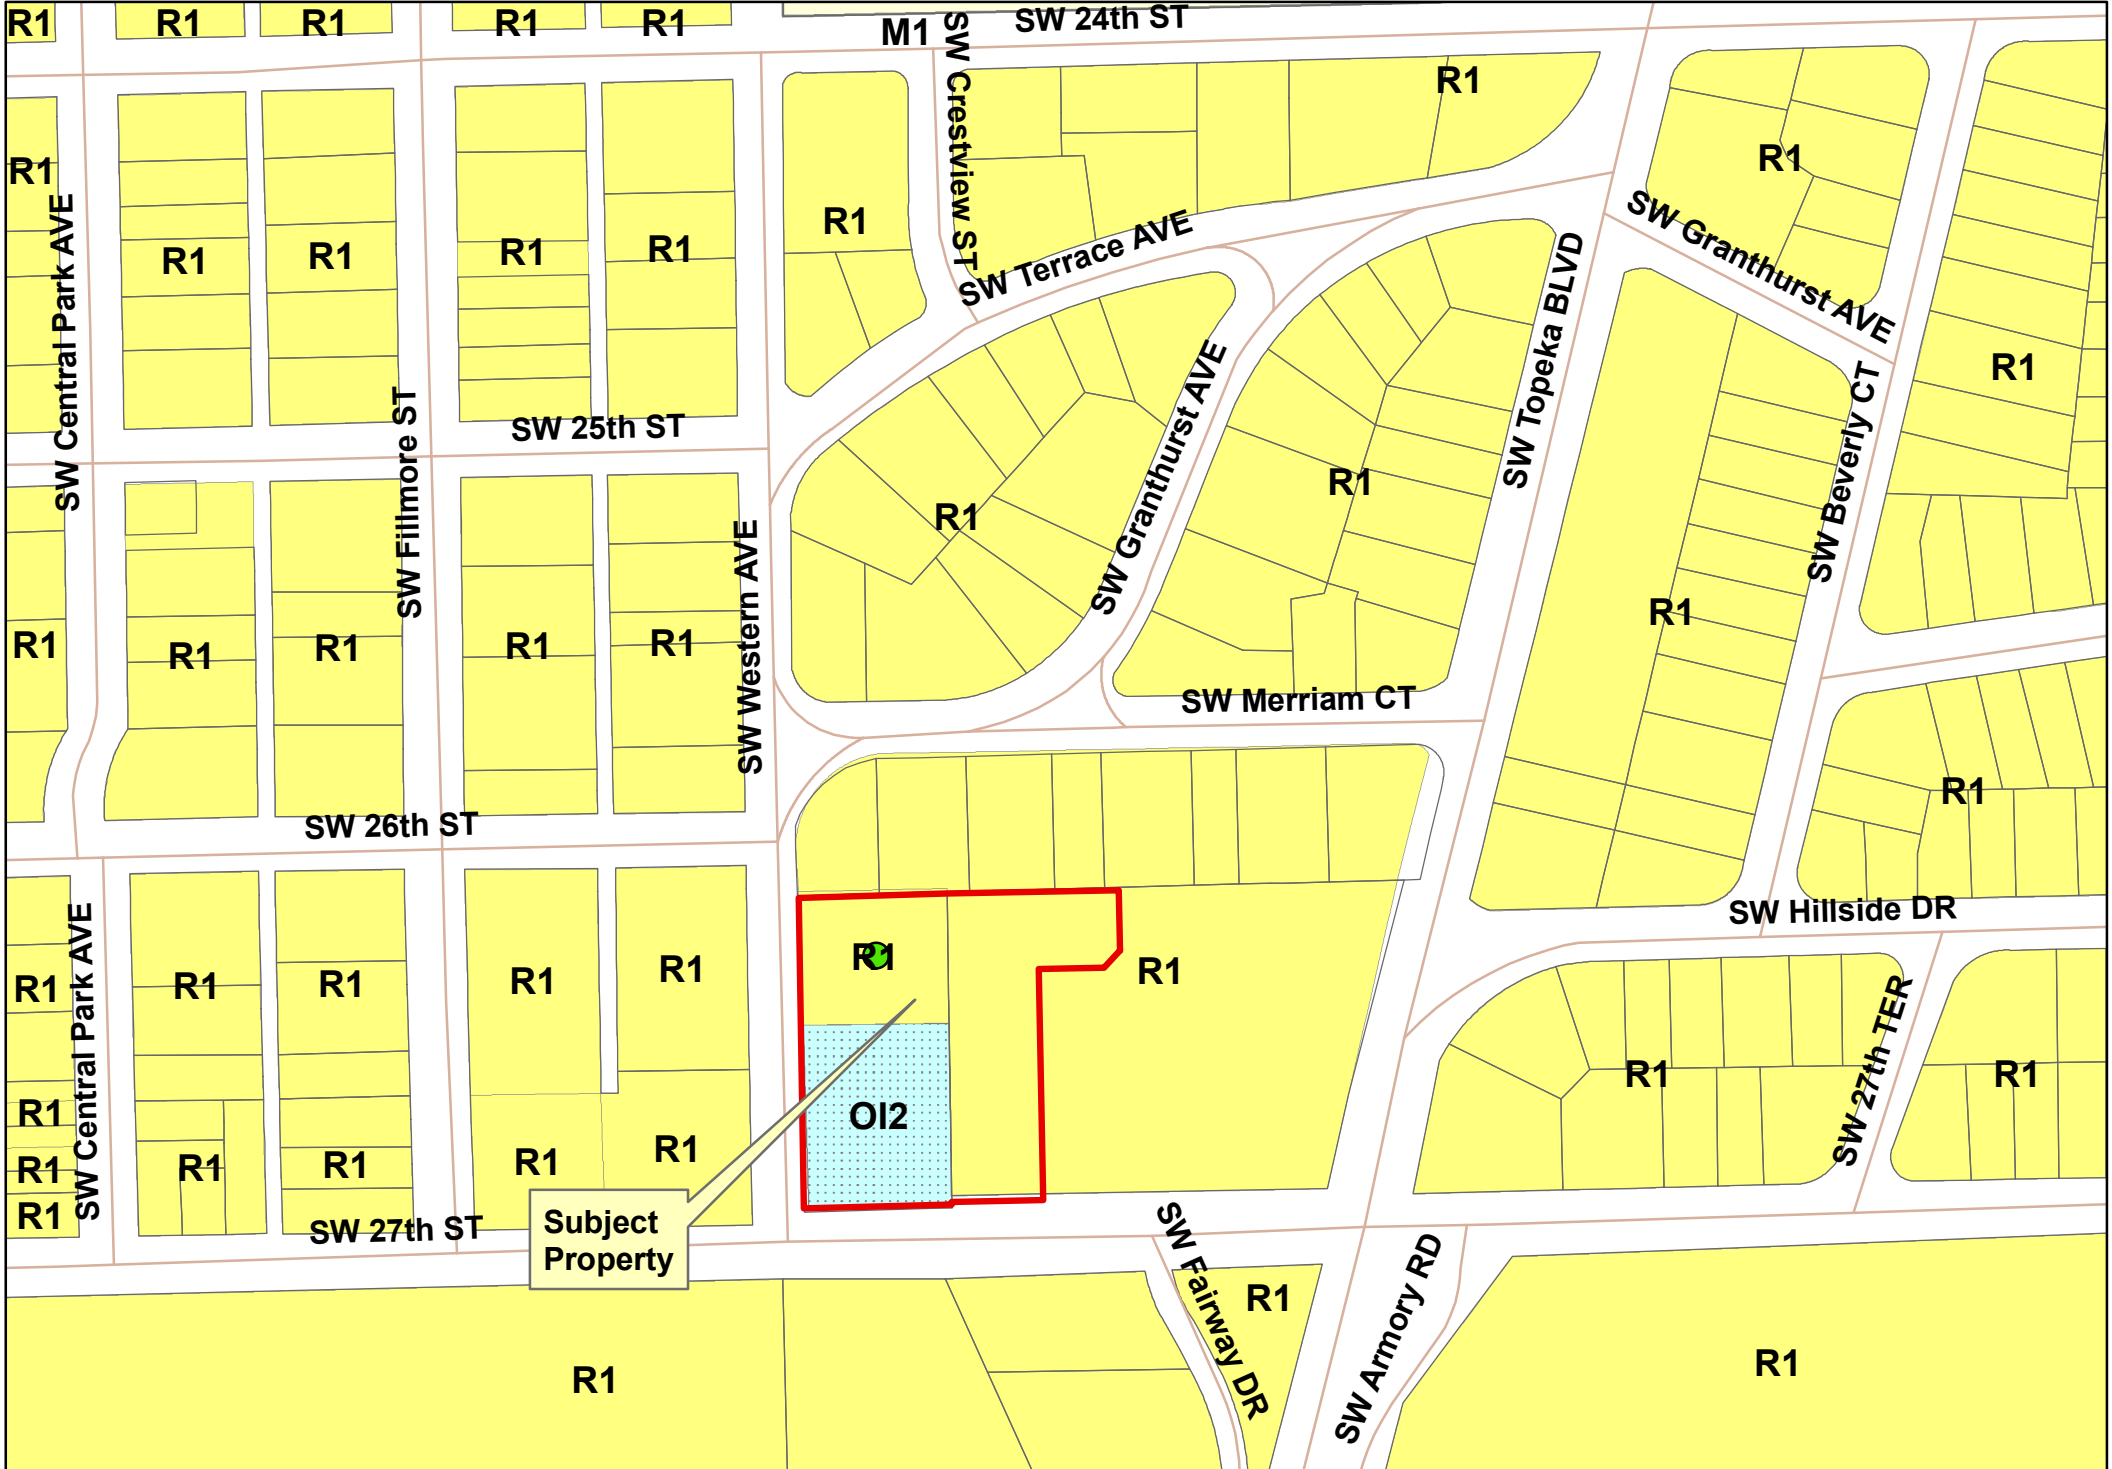 R1
R1
R1
R1
R1
M1
SW 24th ST
SW Crestview ST
R1
R1
R1
R1
SW Central Park AVE
R1
R1
R1
R1
SW Terrace AVE
SW Granthurst AVE
R1
R1
SW Fillmore ST
SW 25th ST
SW Granthurst AVE
SW Topeka BLVD
SW Beverly CT
R1
R1
R1
R1
R1
R1
R1
R1
SW Western AVE
SW Merriam CT
R1
SW 26th ST
SW Hillside DR
SW Central Park AVE
R1
R1
R1
R1
R1
R1
R1
R1
R1
SW 27th TER
R1
OI2
R1
R1
R1
R1
R1
R1
R1
SW 27th ST
Subject
Property
SW Fairway DR
SW Armory RD
R1
R1
R1